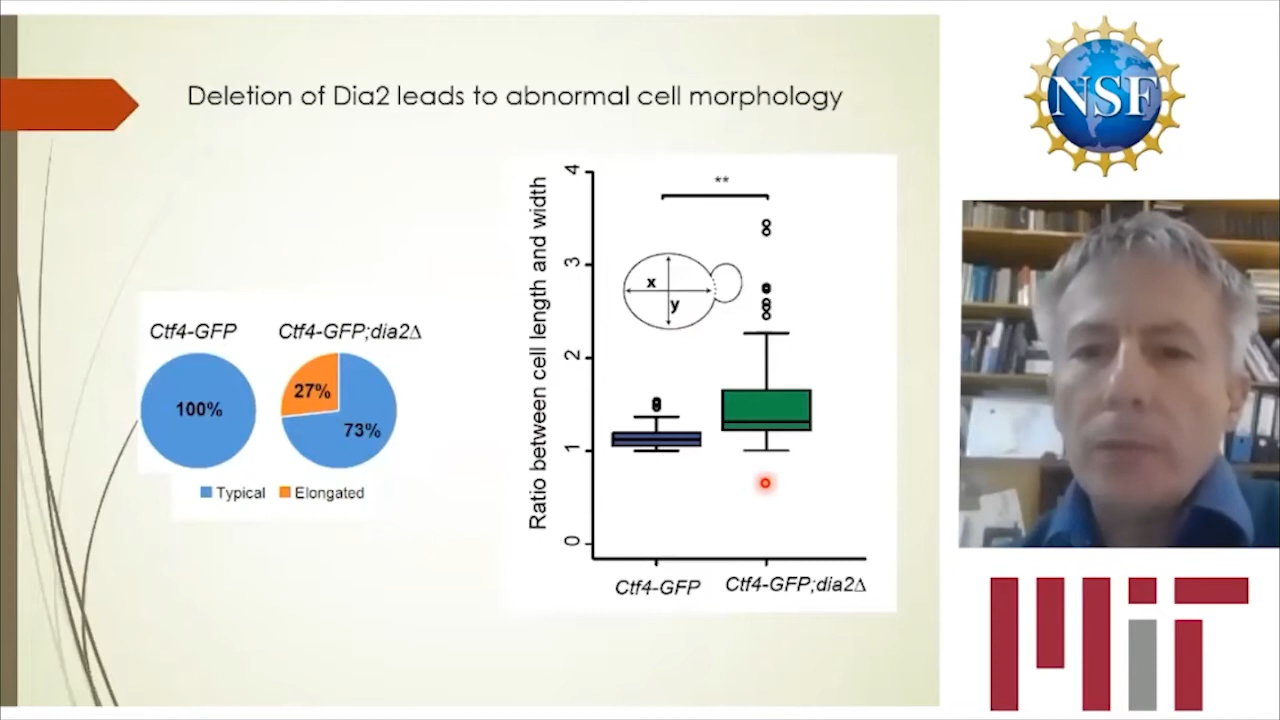 Deletion of Dia2 leads to abnormal cell morphology
NSF
Ctf4-GFP
Ctf4-GFP;dia2Δ
100%
27%
73%
Typical
Elongated
Ratio between cell length and width
4
3
2
1
0
**
x
y
Ctf4-GFP
Ctf4-GFP;dia2Δ
MIT